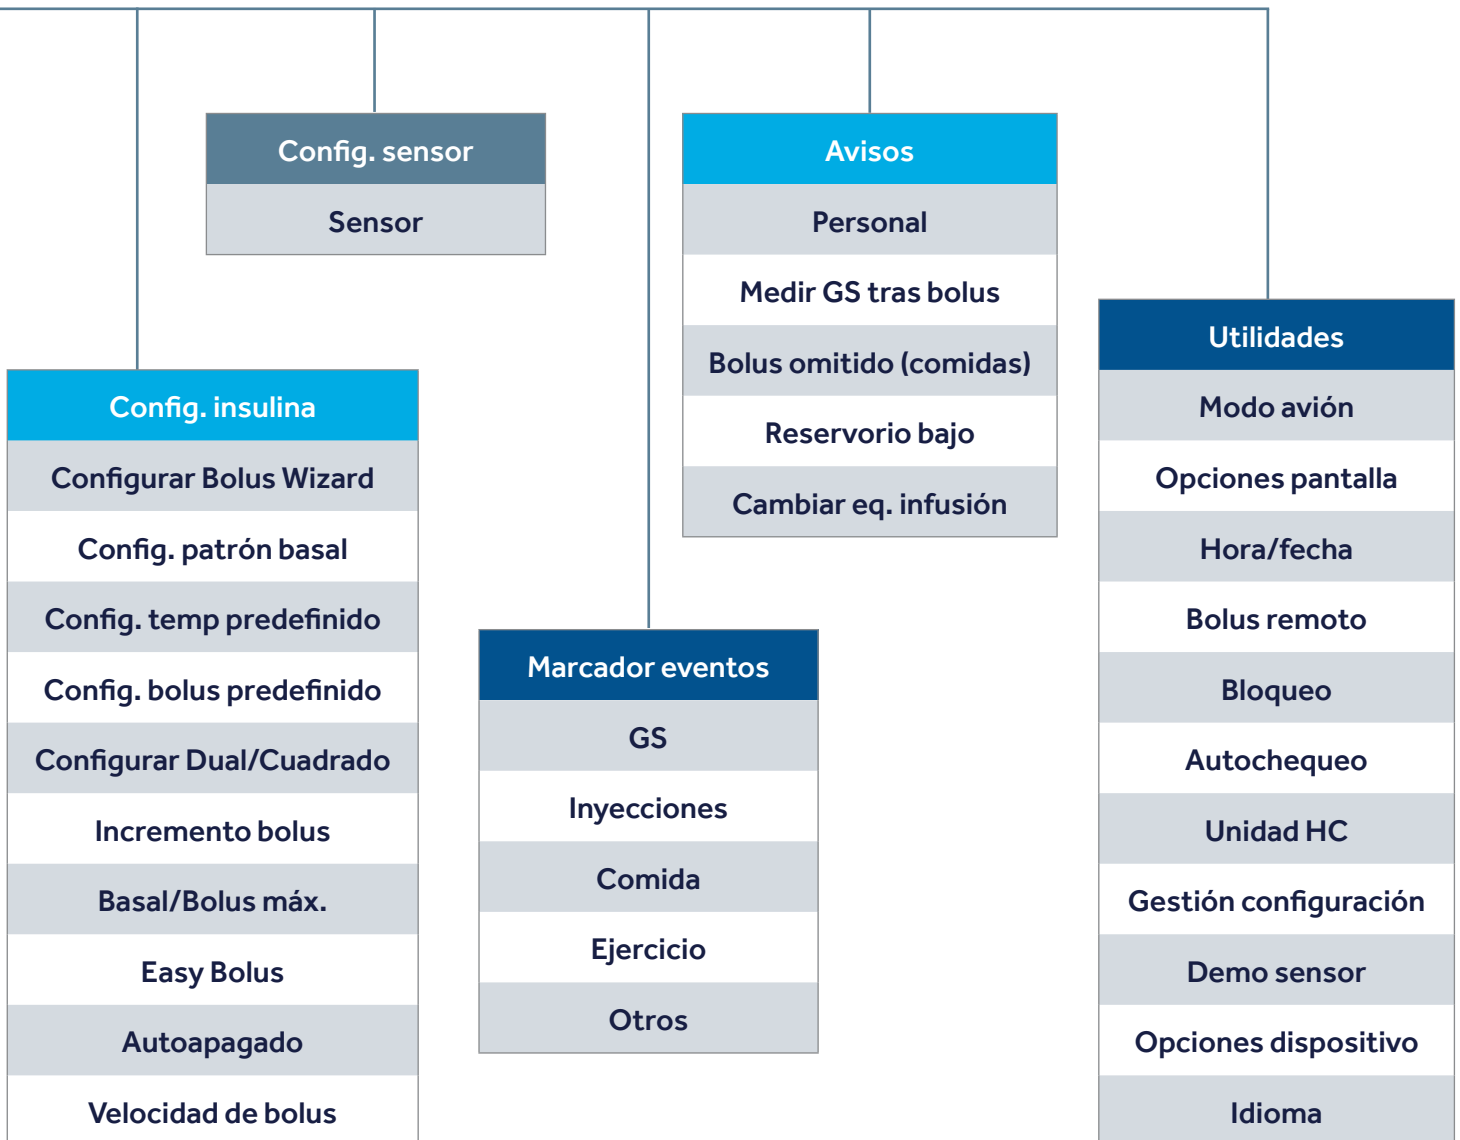 Config. sensor
Sensor
Avisos
Personal
Medir GS tras bolus
Bolus omitido (comidas)
Reservorio bajo
Cambiar eq. infusión
Utilidades
Modo avión
Opciones pantalla
Hora/fecha
Bolus remoto
Bloqueo
Autochequeo
Unidad HC
Gestión configuración
Demo sensor
Opciones dispositivo
Idioma
Config. insulina
Configurar Bolus Wizard
Config. patrón basal
Config. temp predefinido
Config. bolus predefinido
Configurar Dual/Cuadrado
Incremento bolus
Basal/Bolus máx.
Easy Bolus
Autoapagado
Velocidad de bolus
Marcador eventos
GS
Inyecciones
Comida
Ejercicio
Otros